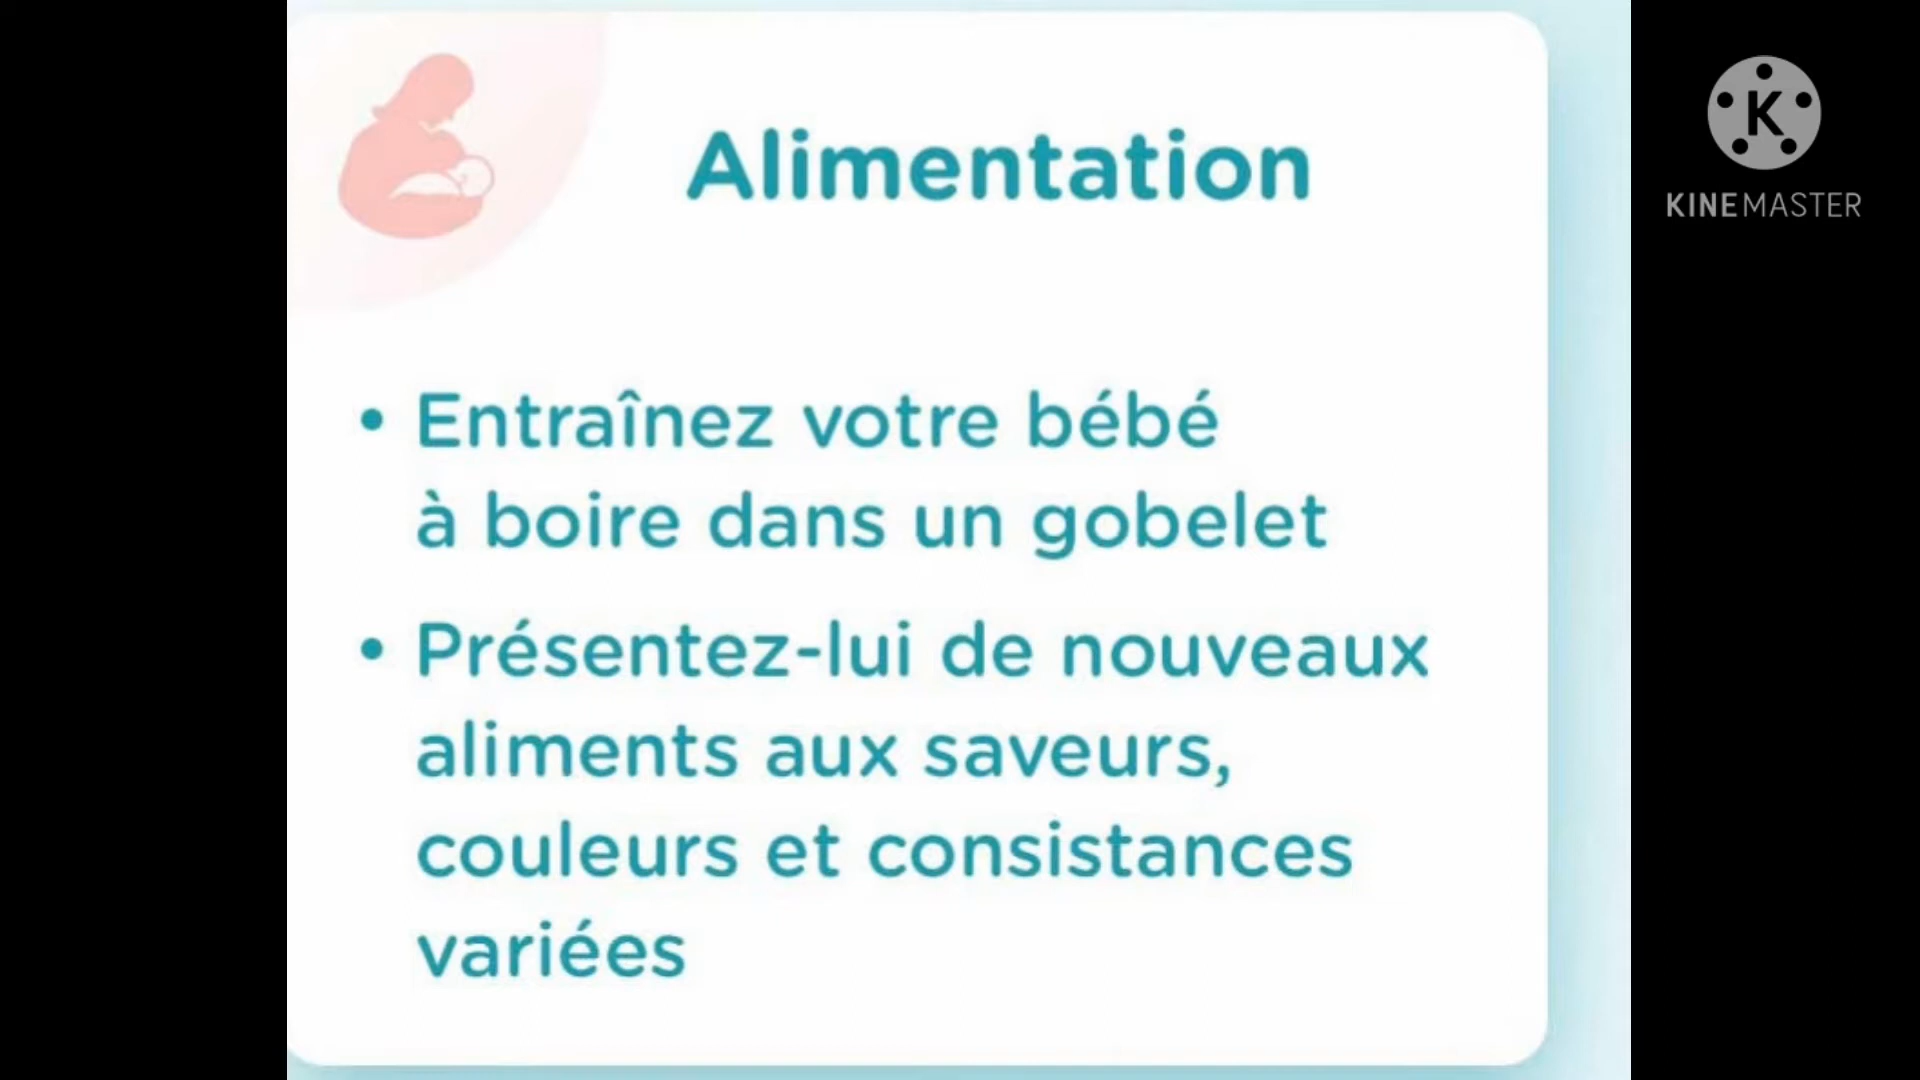 Alimentation
• Entraînez votre bébé
à boire dans un gobelet
• Présentez-lui de nouveaux
aliments aux saveurs,
couleurs et consistances
variées
K
KINEMASTER